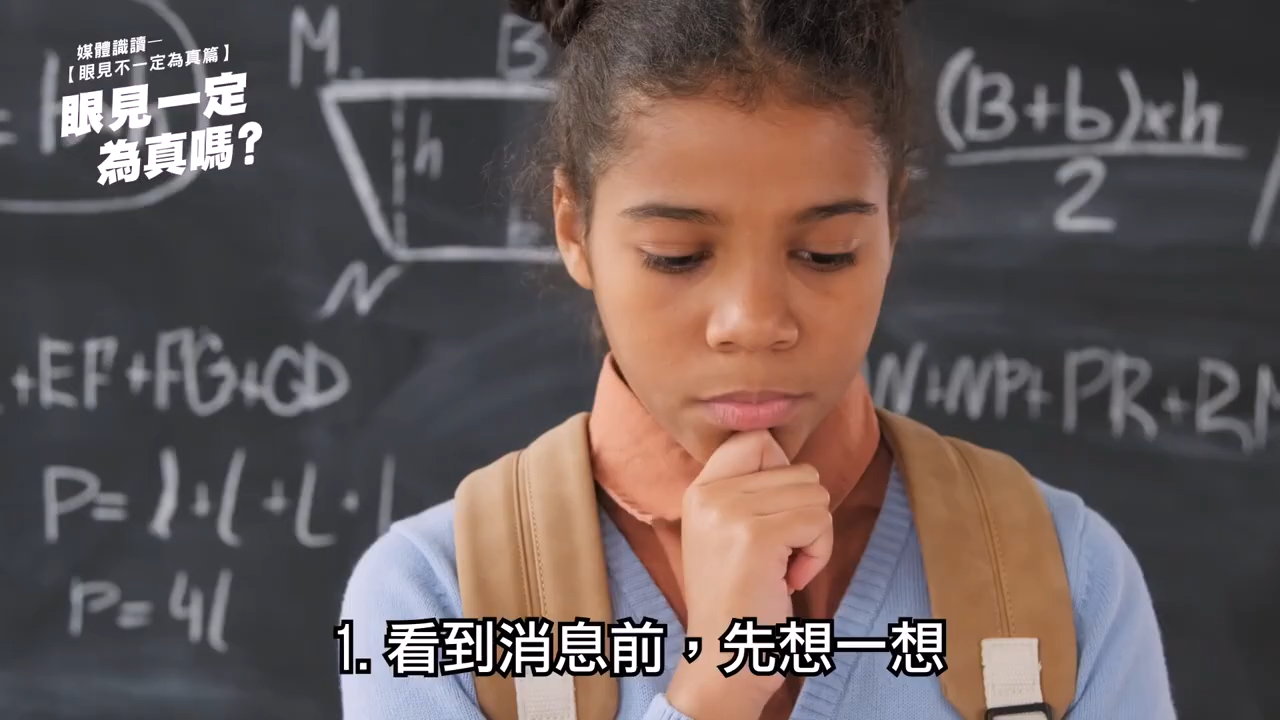 媒體識讀—
【眼見不一定為真篇】
眼見一定
為真嗎？
M.
B
h
(B+b)×h
2
N
+EF+FG+GD
N+NP+PR+RM
P=l+l+l+l
P=4l
1. 看到消息前，先想一想